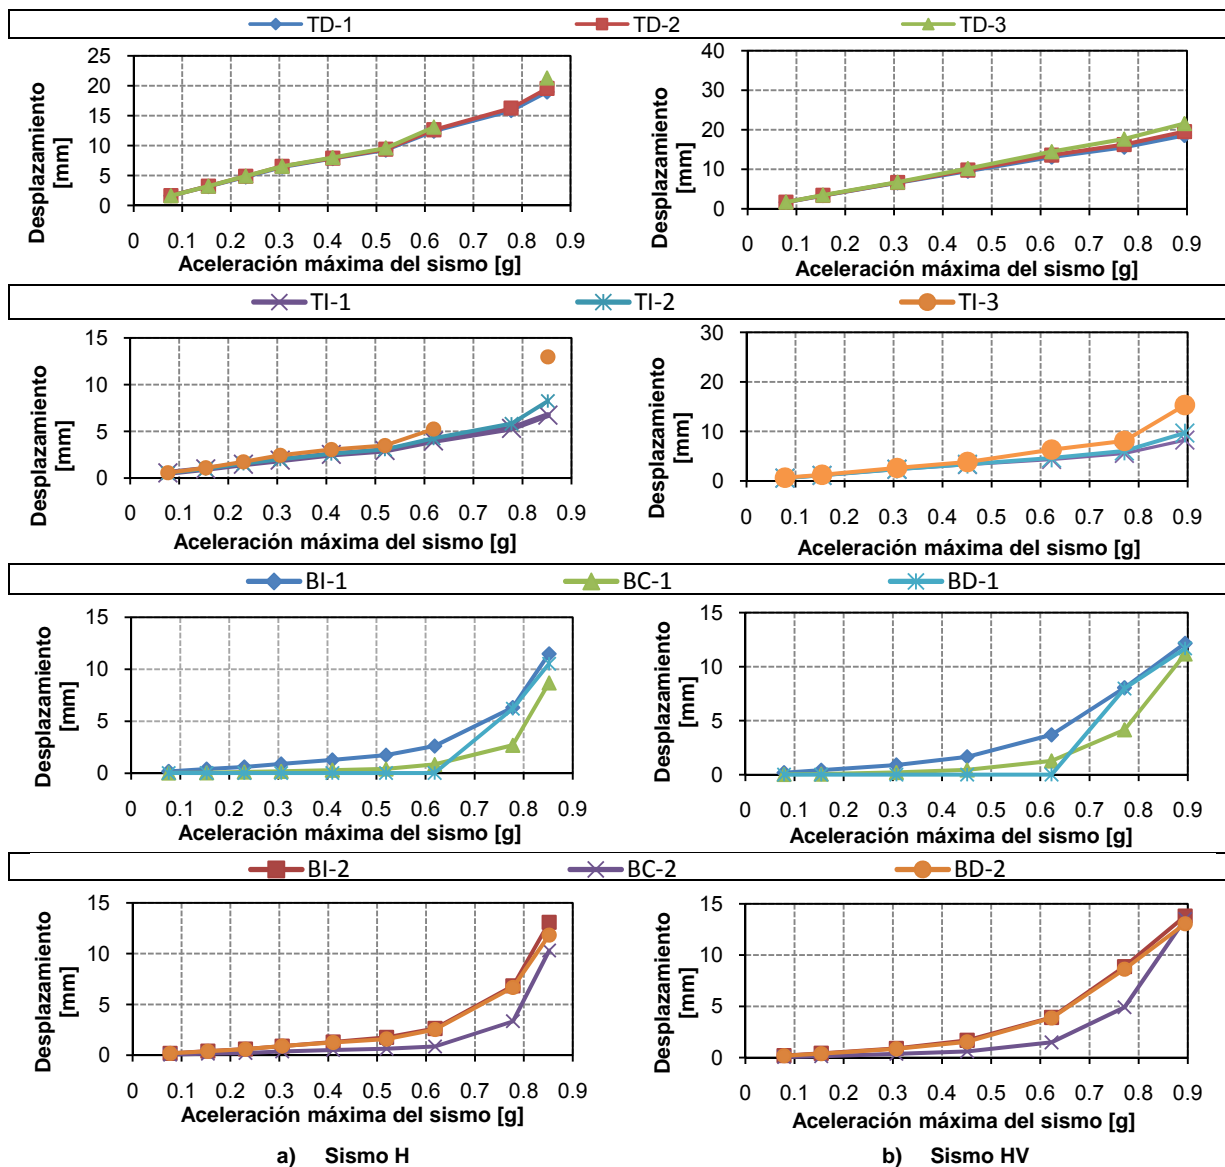 TD-1 TD-2 TD-3
Desplazamiento [mm]
25
20
15
10
5
0
0 0.1 0.2 0.3 0.4 0.5 0.6 0.7 0.8 0.9
Aceleración máxima del sismo [g]
Desplazamiento [mm]
40
30
20
10
0
0 0.1 0.2 0.3 0.4 0.5 0.6 0.7 0.8 0.9
Aceleración máxima del sismo [g]
TI-1 TI-2 TI-3
Desplazamiento [mm]
15
10
5
0
0 0.1 0.2 0.3 0.4 0.5 0.6 0.7 0.8 0.9
Aceleración máxima del sismo [g]
Desplazamiento [mm]
30
20
10
0
0 0.1 0.2 0.3 0.4 0.5 0.6 0.7 0.8 0.9
Aceleración máxima del sismo [g]
BI-1 BC-1 BD-1
Desplazamiento [mm]
15
10
5
0
0 0.1 0.2 0.3 0.4 0.5 0.6 0.7 0.8 0.9
Aceleración máxima del sismo [g]
Desplazamiento [mm]
15
10
5
0
0 0.1 0.2 0.3 0.4 0.5 0.6 0.7 0.8 0.9
Aceleración máxima del sismo [g]
BI-2 BC-2 BD-2
Desplazamiento [mm]
15
10
5
0
0 0.1 0.2 0.3 0.4 0.5 0.6 0.7 0.8 0.9
Aceleración máxima del sismo [g]
Desplazamiento [mm]
15
10
5
0
0 0.1 0.2 0.3 0.4 0.5 0.6 0.7 0.8 0.9
Aceleración máxima del sismo [g]
a) Sismo H
b) Sismo HV